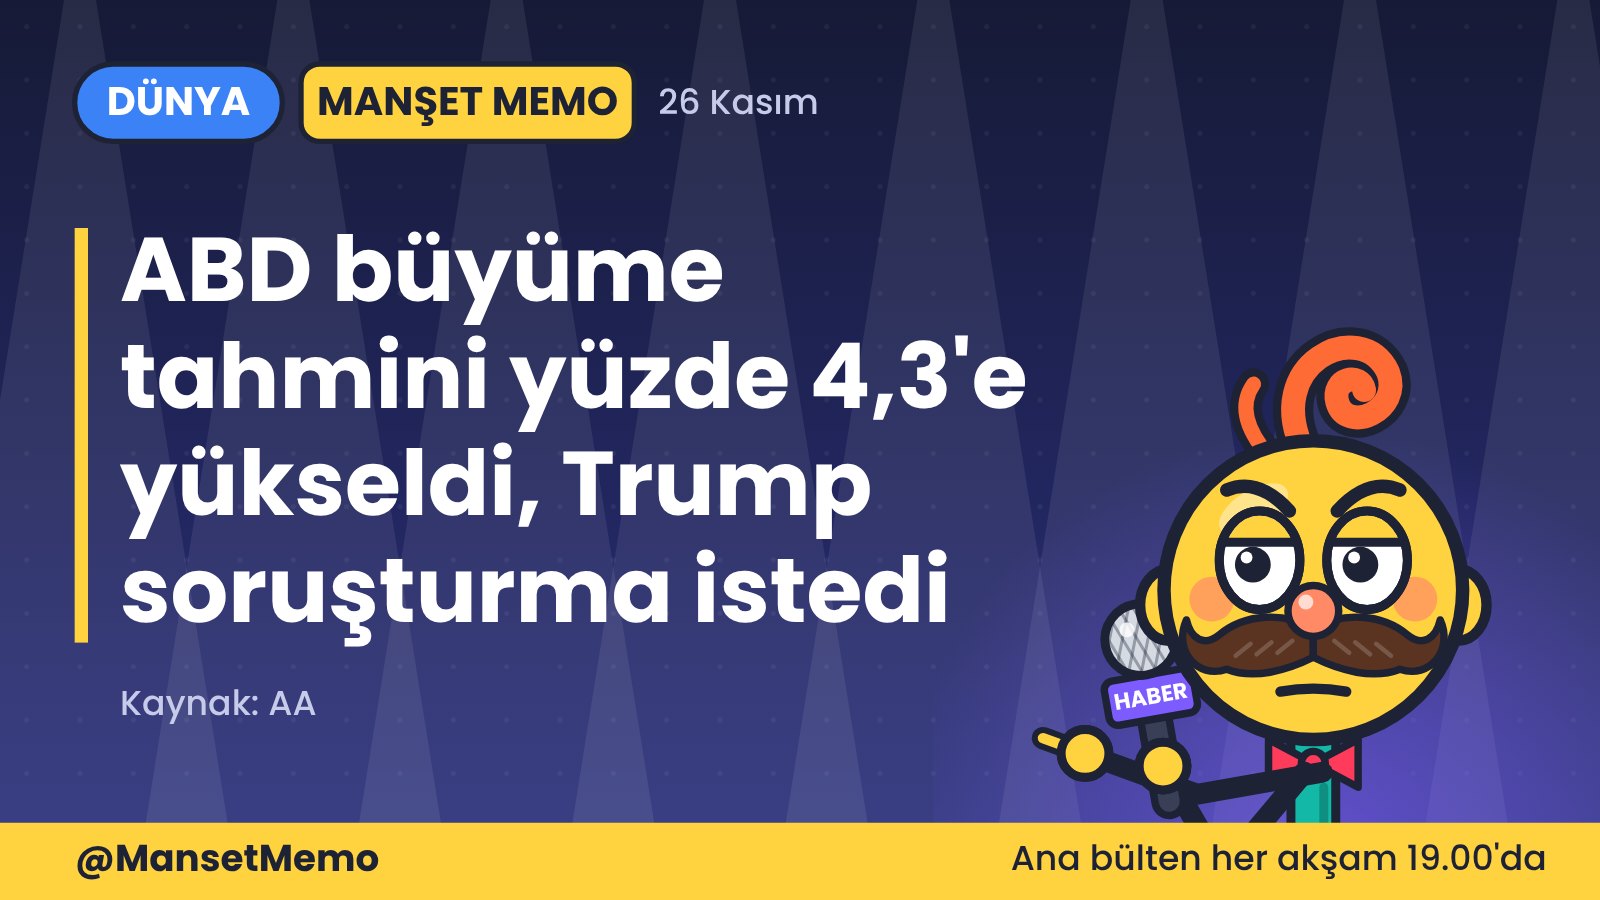 DÜNYA MANŞET MEMO 26 Kasım
ABD büyüme
tahmini yüzde 4,3'e
yükseldi, Trump
soruşturma istedi
Kaynak: AA
HABER
@MansetMemo
Ana bülten her akşam 19.00'da